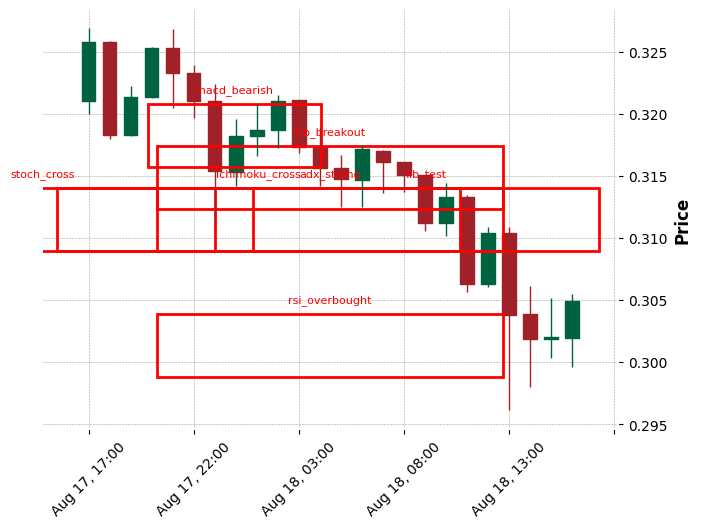 0.325
macd_bearish
0.320
fib_breakout
stoch_cross
ichimoku_cross
adx_strong
fib_test
0.315
Price
0.310
rsi_overbought
0.305
0.300
0.295
Aug 17, 17:00
Aug 17, 22:00
Aug 18, 03:00
Aug 18, 08:00
Aug 18, 13:00